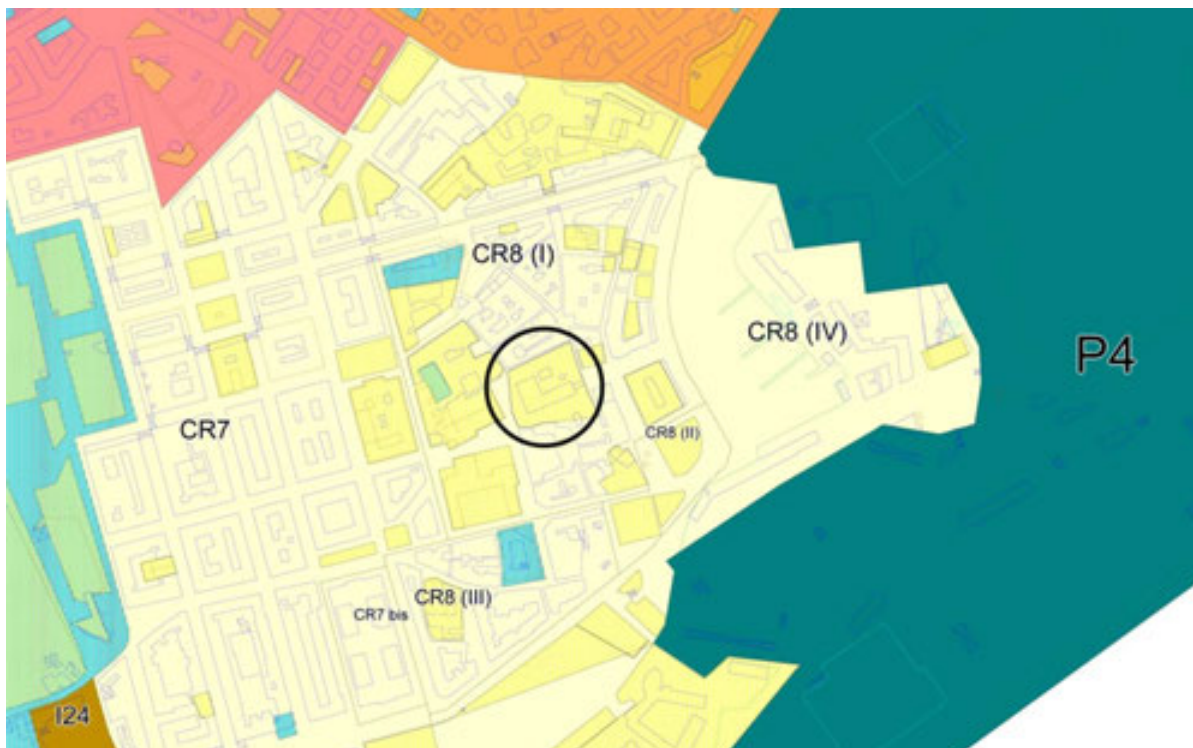 CR8 (I)
CR8 (IV)
P4
CR7
CR8 (II)
CR8 (III)
CR7 bis
I24